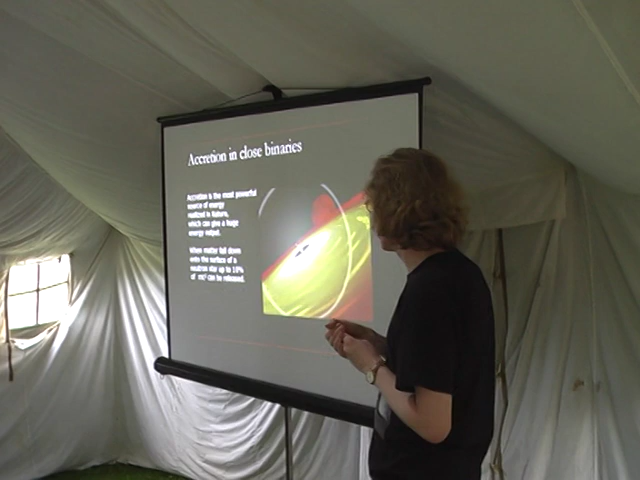 Accretion in close binaries
Accretion is the most powerful
source of energy
realized in Nature,
which can give a huge
energy output.
When matter fall down
onto the surface of a
neutron star up to 10%
of mc² can be released.